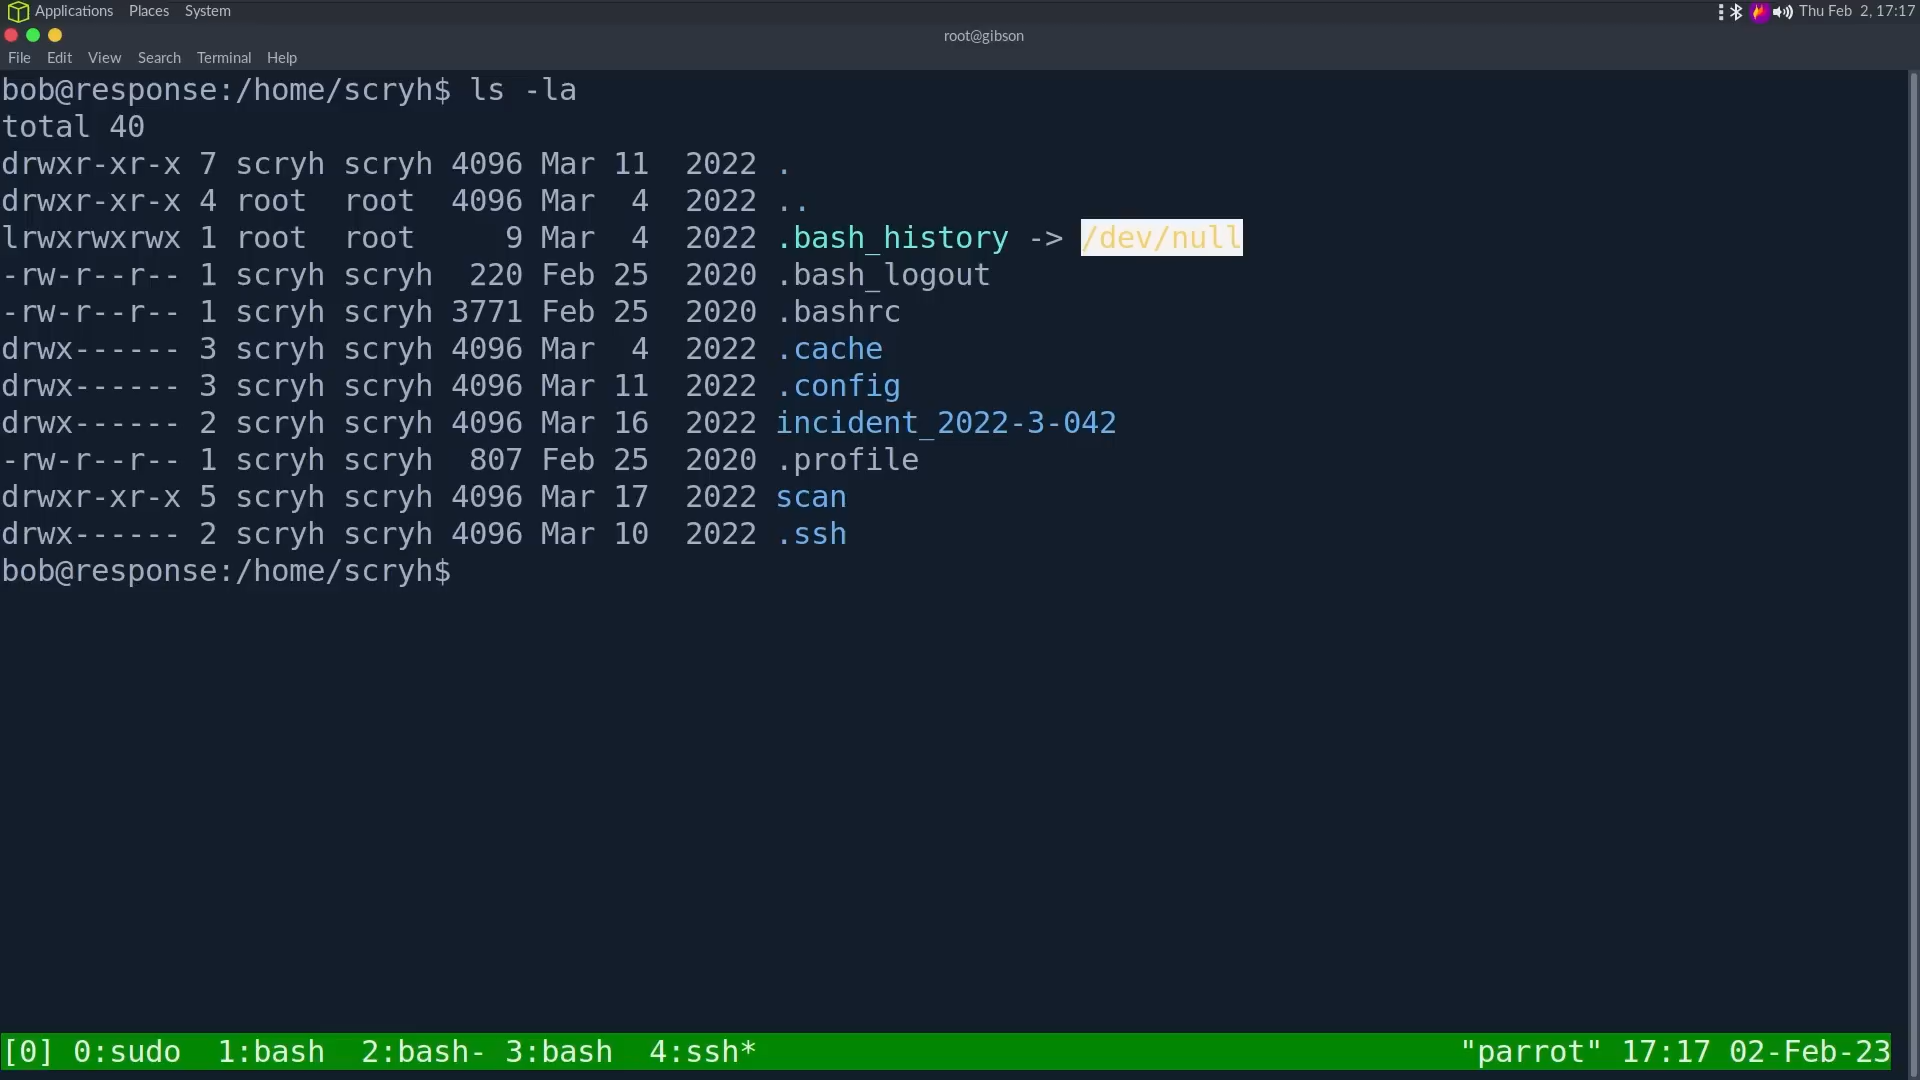 Applications Places System Thu Feb 2, 17:17
root@gibson
File Edit View Search Terminal Help
bob@response:/home/scryh$ ls -la
total 40
drwxr-xr-x 7 scryh scryh 4096 Mar 11  2022 .
drwxr-xr-x 4 root  root  4096 Mar  4  2022 ..
lrwxrwxrwx 1 root  root     9 Mar  4  2022 .bash_history -> /dev/null
-rw-r--r-- 1 scryh scryh  220 Feb 25  2020 .bash_logout
-rw-r--r-- 1 scryh scryh 3771 Feb 25  2020 .bashrc
drwx------ 3 scryh scryh 4096 Mar  4  2022 .cache
drwx------ 3 scryh scryh 4096 Mar 11  2022 .config
drwx------ 2 scryh scryh 4096 Mar 16  2022 incident_2022-3-042
-rw-r--r-- 1 scryh scryh  807 Feb 25  2020 .profile
drwxr-xr-x 5 scryh scryh 4096 Mar 17  2022 scan
drwx------ 2 scryh scryh 4096 Mar 10  2022 .ssh
bob@response:/home/scryh$
[0] 0:sudo  1:bash  2:bash- 3:bash  4:ssh* "parrot" 17:17 02-Feb-23